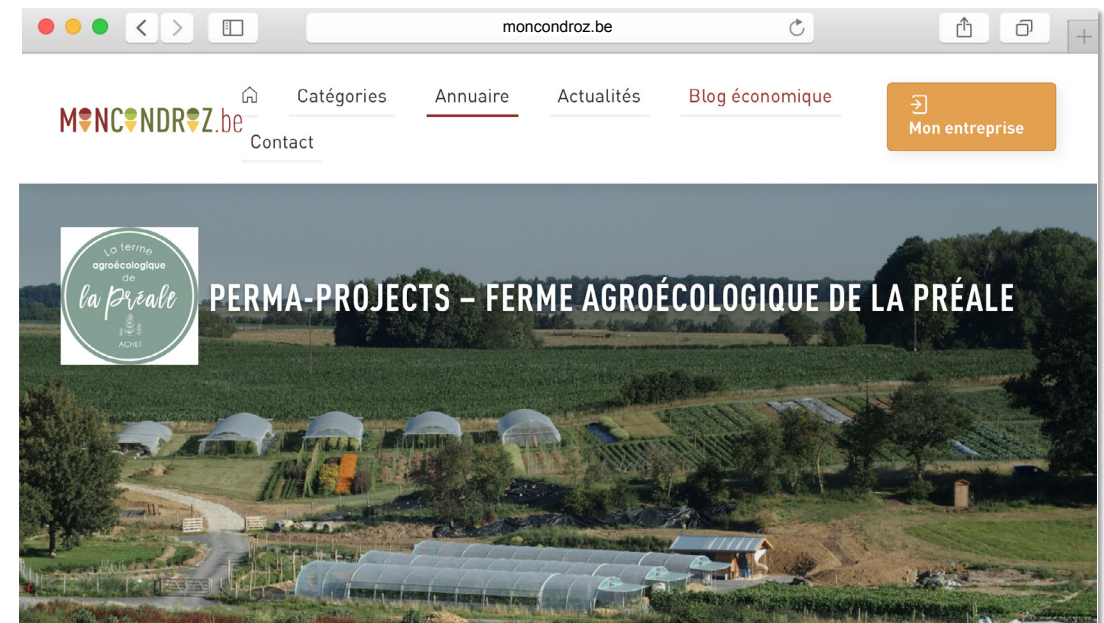 moncondroz.be
MONCONDROZ.be
Catégories
Annuaire
Actualités
Blog économique
Contact
Mon entreprise
La ferme
agroécologique
de
la préale
ACHET
PERMA-PROJECTS – FERME AGROÉCOLOGIQUE DE LA PRÉALE